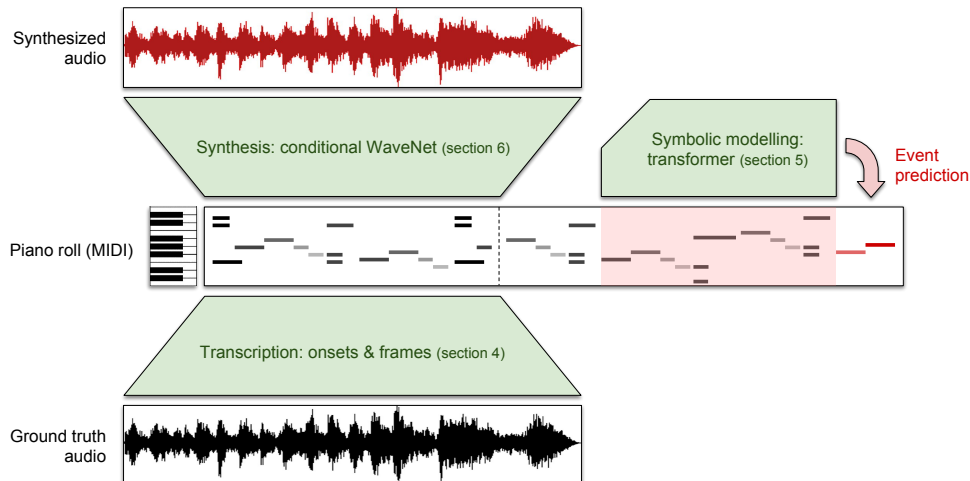 Synthesized
audio
Synthesis: conditional WaveNet (section 6)
Symbolic modelling:
transformer (section 5)
Event
prediction
Piano roll (MIDI)
Transcription: onsets & frames (section 4)
Ground truth
audio